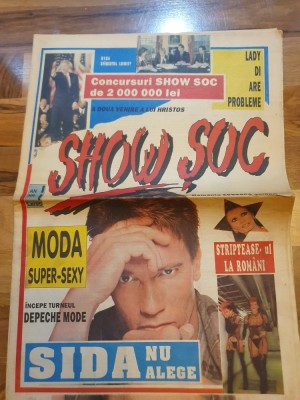 LADY
DI
ARE
PROBLEME
Concursuri SHOW SOC
de 2 000 000 lei
A DOUA VENIRE A LUI HRISTOS
SHOW ȘOC
MODA
SUPER-SEXY
STRIPTEASE- ul
LA ROMÂNI
ÎNCEPE TURNEUL
DEPECHE MODE
SIDA NU
ALEGE